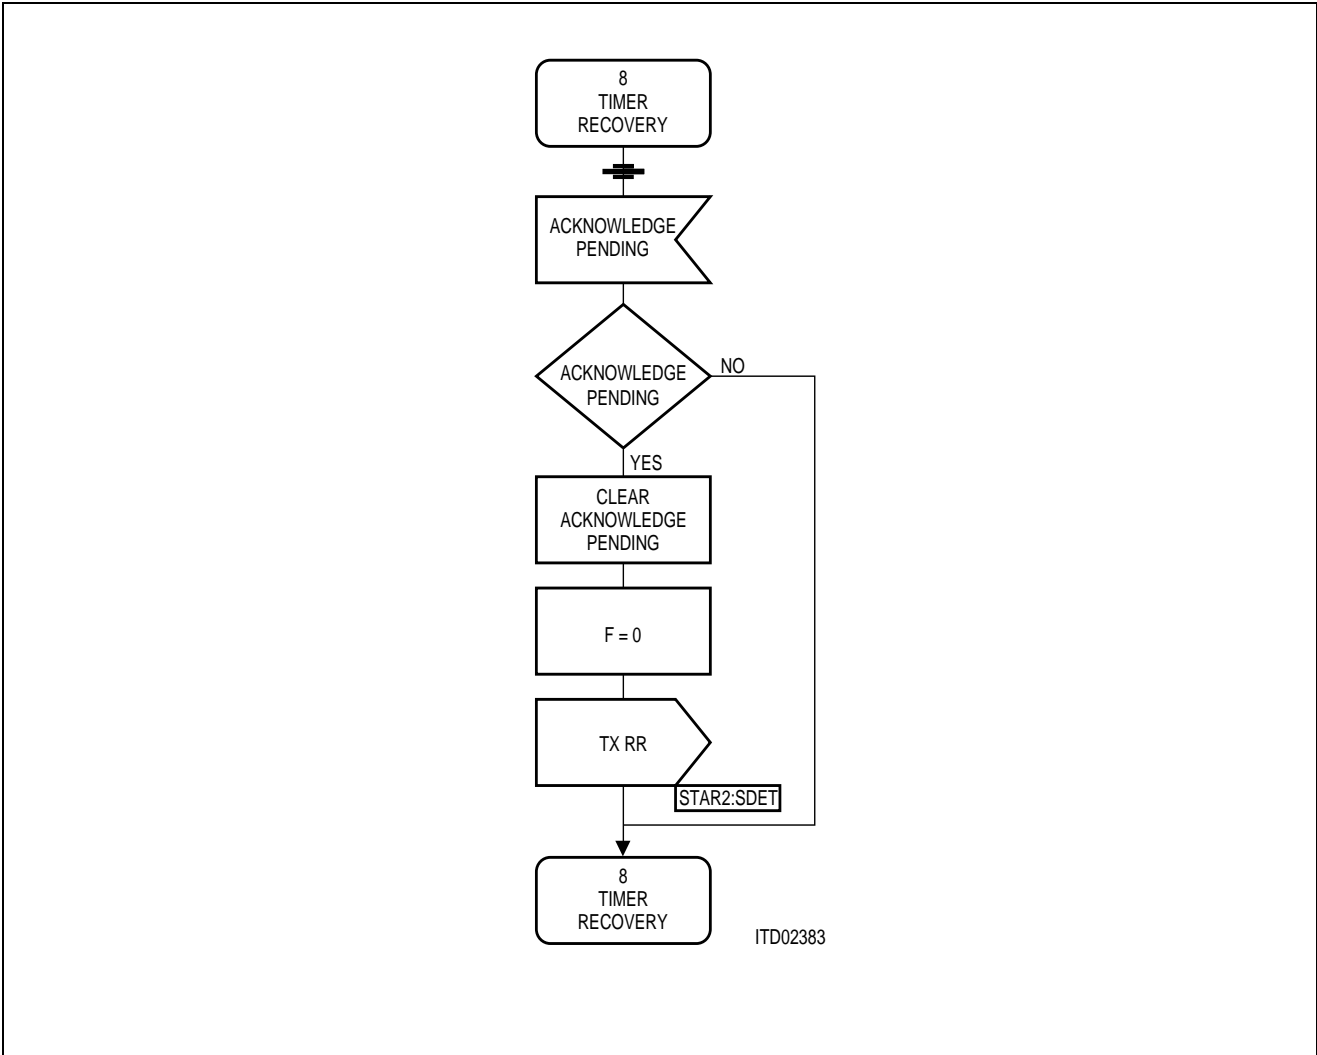 8
TIMER
RECOVERY
ACKNOWLEDGE
PENDING
ACKNOWLEDGE
PENDING
NO
YES
CLEAR
ACKNOWLEDGE
PENDING
F = 0
TX RR
STAR2:SDET
8
TIMER
RECOVERY
ITD02383